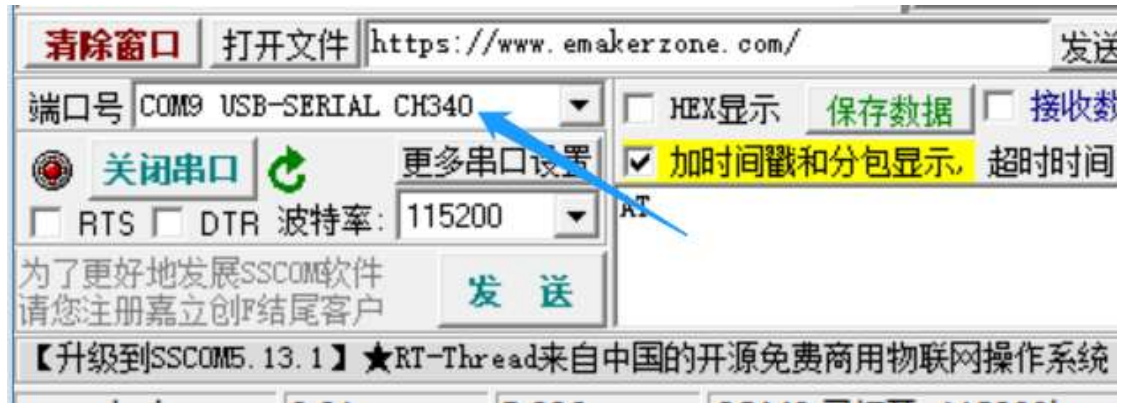 清除窗口 打开文件 https://www.emakerzone.com/ 发送
端口号 COM9 USB-SERIAL CH340 HEX显示 保存数据 接收数
关闭串口 更多串口设置 加时间戳和分包显示, 超时时间
RTS DTR 波特率: 115200
为了更好地发展SSCOM软件
请您注册嘉立创F结尾客户
发 送
【升级到SSCOM5.13.1】★RT-Thread来自中国的开源免费商用物联网操作系统